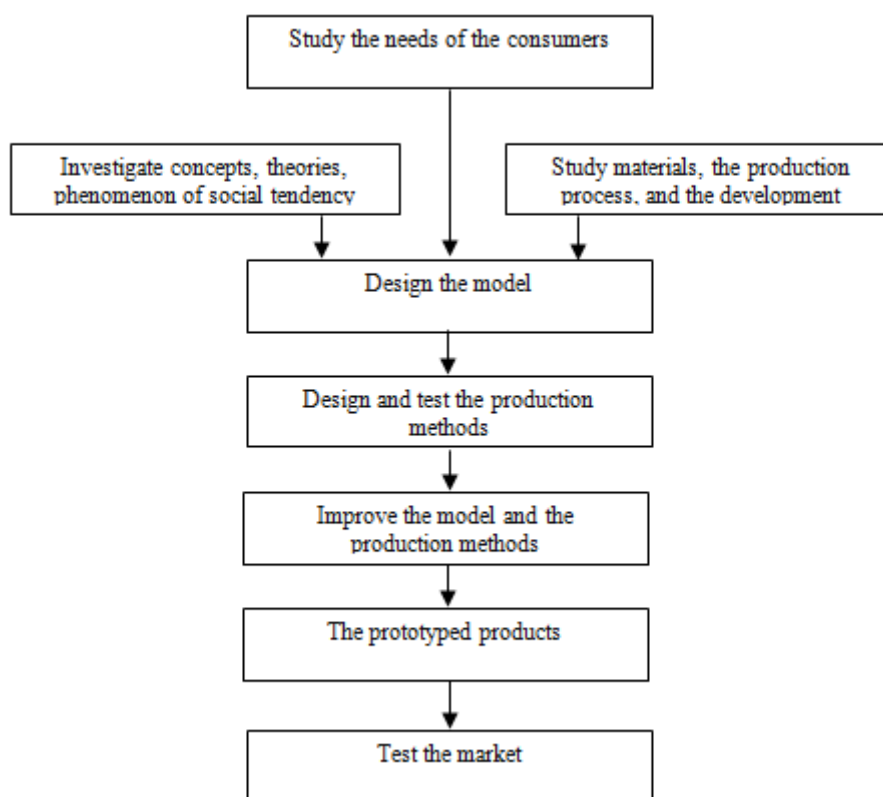 Study the needs of the consumers
Investigate concepts, theories,
phenomenon of social tendency
Study materials, the production
process, and the development
Design the model
Design and test the production
methods
Improve the model and the
production methods
The prototyped products
Test the market